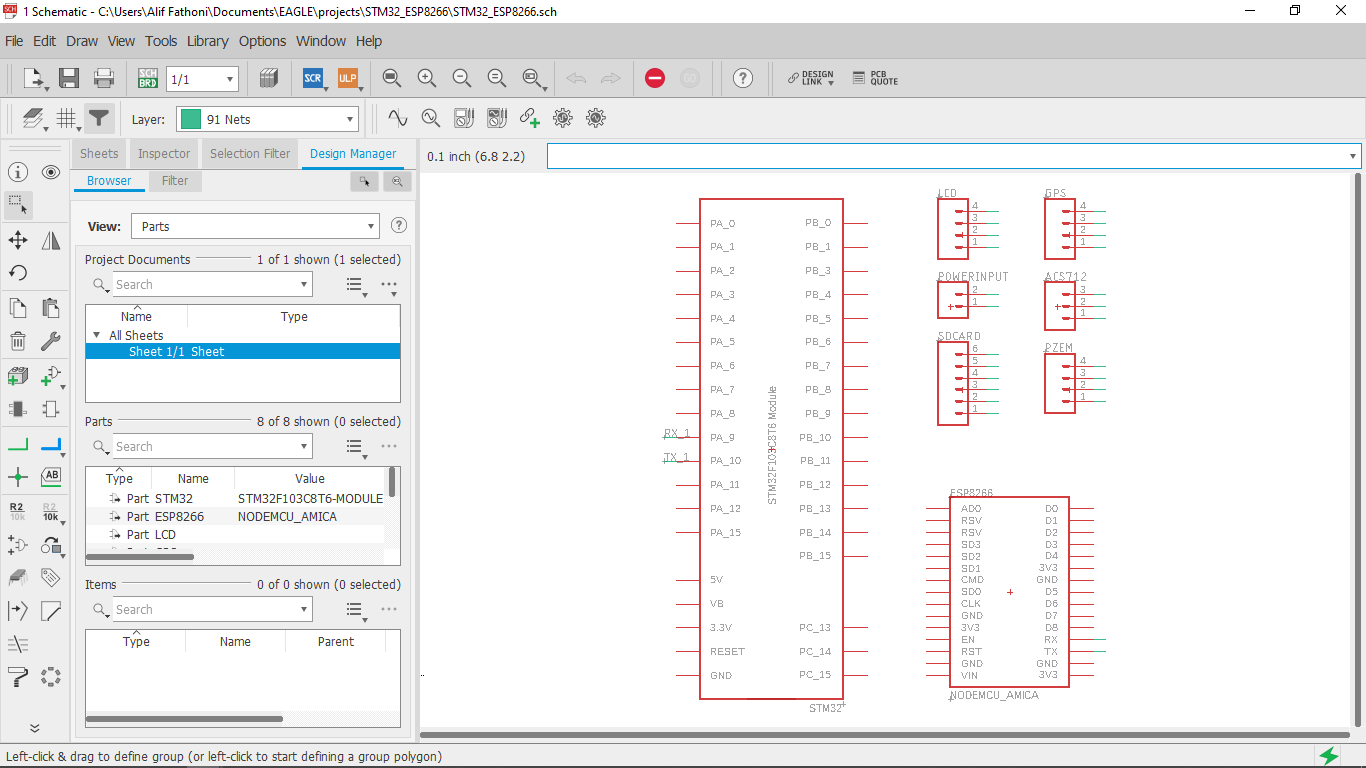 1 Schematic - C:\Users\Alif Fathoni\Documents\EAGLE\projects\STM32_ESP8266\STM32_ESP8266.sch
File Edit Draw View Tools Library Options Window Help
SCH BRD 1/1 SCR ULP DESIGN LINK PCB QUOTE
Layer: 91 Nets
Sheets Inspector Selection Filter Design Manager
0.1 inch (6.8 2.2)
Browser Filter
View: Parts
Project Documents 1 of 1 shown (1 selected)
Search
Name Type
All Sheets
Sheet 1/1 Sheet
Parts 8 of 8 shown (0 selected)
Search
Type Name Value
Part STM32 STM32F103C8T6-MODULE
Part ESP8266 NODEMCU_AMICA
Part LCD
Items 0 of 0 shown (0 selected)
Search
Type Name Parent
R2 10k
R2 10k
AB
PA_0 PB_0
PA_1 PB_1
PA_2 PB_3
PA_3 PB_4
PA_4 PB_5
PA_5 PB_6
PA_6 PB_7
PA_7 PB_8
PA_8 PB_9
RX_1 PA_9 PB_10
TX_1 PA_10 PB_11
PA_11 PB_12
PA_12 PB_13
PA_15 PB_14
PB_15
5V
VB
3.3V PC_13
RESET PC_14
GND PC_15
STM32F103C8T6 Module
STM32
LCD
4
3
2
1
GPS
4
3
2
1
POWERINPUT
2
1
ACS712
3
2
1
SDCARD
6
5
4
3
2
1
PZEM
4
3
2
1
ESP8266
AD0 D0
RSV D1
RSV D2
SD3 D3
SD2 D4
SD1 3V3
CMD GND
SD0 D5
CLK D6
GND D7
3V3 D8
EN RX
RST TX
GND GND
VIN 3V3
NODEMCU_AMICA
Left-click & drag to define group (or left-click to start defining a group polygon)